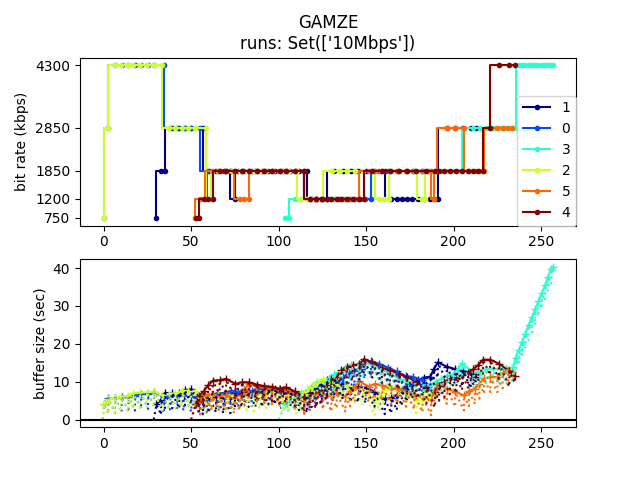 GAMZE
runs: Set(['10Mbps'])
bit rate (kbps)
4300
2850
1850
1200
750
0 50 100 150 200 250
1
0
3
2
5
4
buffer size (sec)
40
30
20
10
0
0 50 100 150 200 250